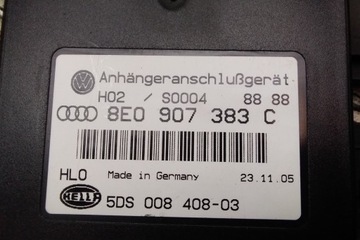 Anhängeranschlußgerät
H02 / S0004 88 88
8E0 907 383 C
HLO Made in Germany 23.11.05
HELLA 5DS 008 408-03